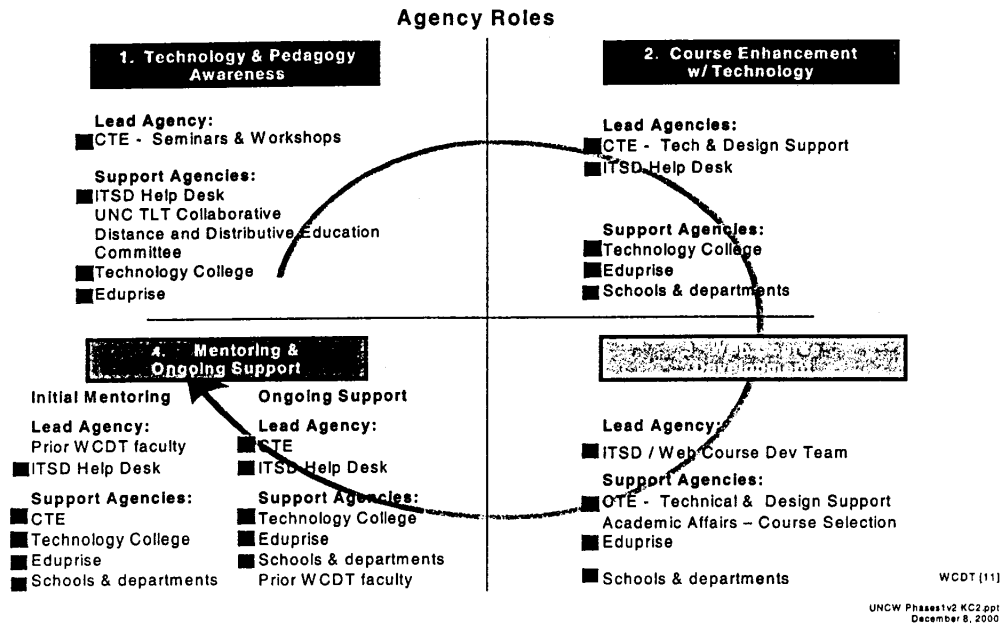 Agency Roles
1. Technology & Pedagogy
Awareness
Lead Agency:
CTE - Seminars & Workshops
Support Agencies:
ITSD Help Desk
UNC TLT Collaborative
Distance and Distributive Education
Committee
Technology College
Eduprise
2. Course Enhancement
w/ Technology
Lead Agencies:
CTE - Tech & Design Support
ITSD Help Desk
Support Agencies:
Technology College
Eduprise
Schools & departments
4. Mentoring &
Ongoing Support
Initial Mentoring
Lead Agency:
Prior WCDT faculty
ITSD Help Desk
Support Agencies:
CTE
Technology College
Eduprise
Schools & departments
Ongoing Support
Lead Agency:
CTE
ITSD Help Desk
Support Agencies:
Technology College
Eduprise
Schools & departments
Prior WCDT faculty
Lead Agency:
ITSD / Web Course Dev Team
Support Agencies:
CTE - Technical & Design Support
Academic Affairs – Course Selection
Eduprise
Schools & departments
WCDT [11]
UNCW Phases1v2 KC2.ppt
December 8, 2000